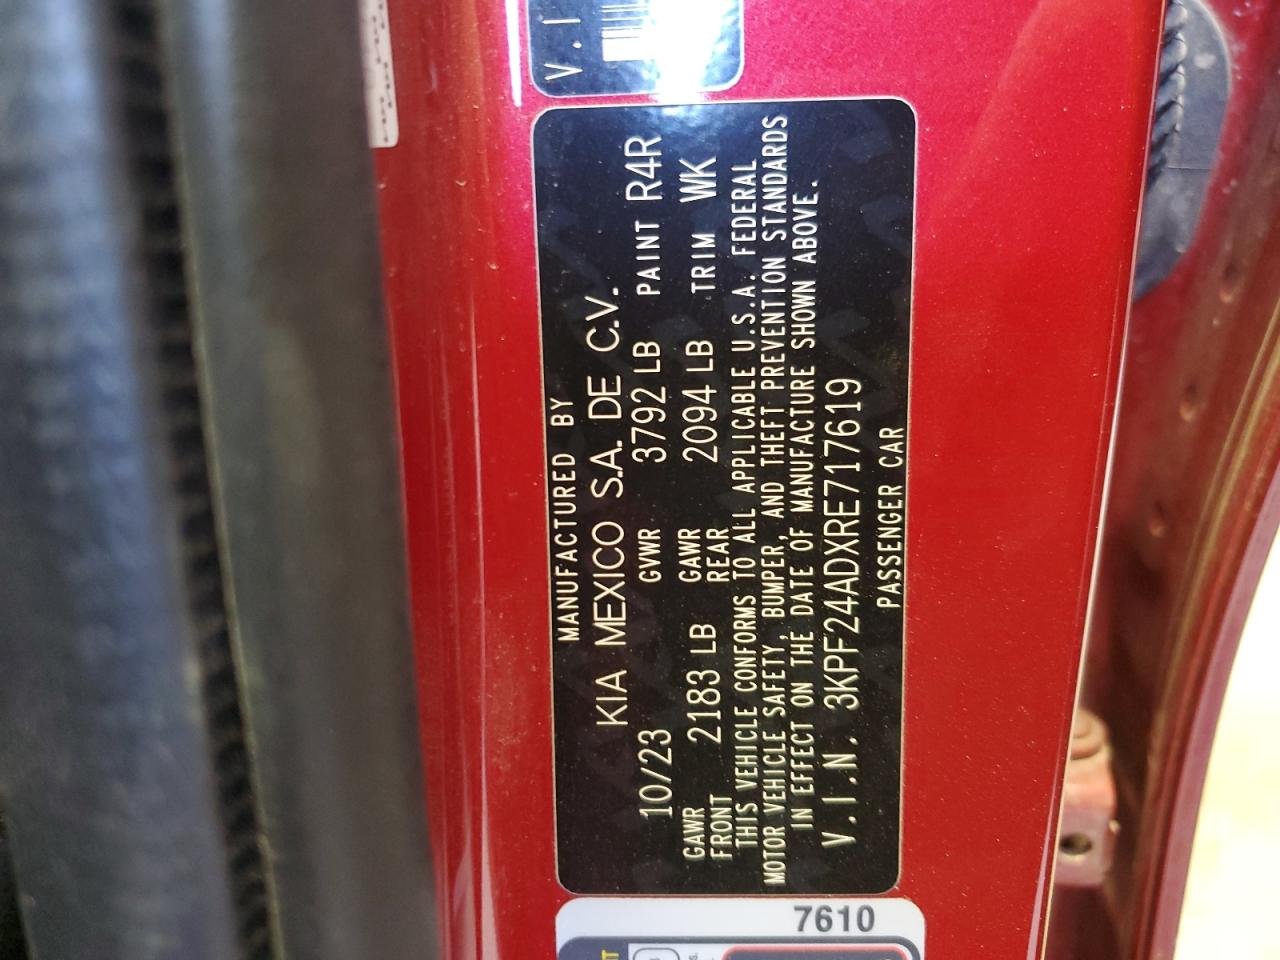 V.I
MANUFACTURED BY
KIA MEXICO S.A. DE C.V.
10/23 GVWR 3792 LB PAINT R4R
GAWR FRONT 2183 LB GAWR REAR 2094 LB TRIM WK
THIS VEHICLE CONFORMS TO ALL APPLICABLE U.S.A. FEDERAL
MOTOR VEHICLE SAFETY, BUMPER, AND THEFT PREVENTION STANDARDS
IN EFFECT ON THE DATE OF MANUFACTURE SHOWN ABOVE.
V.I.N. 3KPF24ADXRE717619
PASSENGER CAR
7610